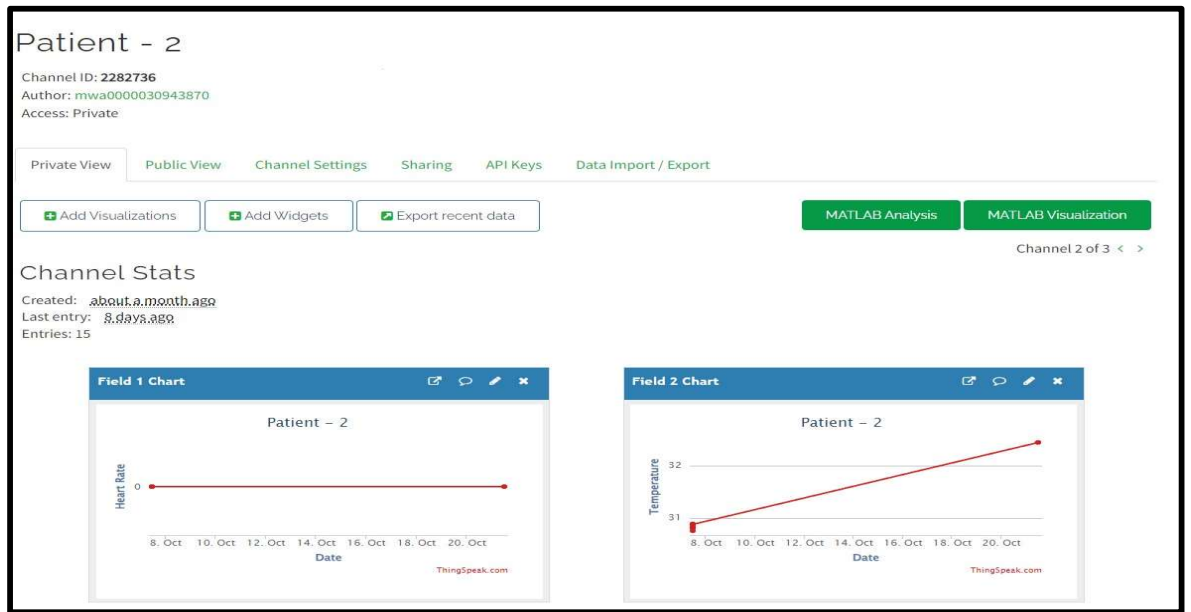 Patient - 2
Channel ID: 2282736
Author: mwa0000030943870
Access: Private
Private View Public View Channel Settings Sharing API Keys Data Import / Export
Add Visualizations Add Widgets Export recent data MATLAB Analysis MATLAB Visualization
Channel 2 of 3 < >
Channel Stats
Created: about a month ago
Last entry: 8 days ago
Entries: 15
Field 1 Chart
Patient – 2
Heart Rate
0
8. Oct 10. Oct 12. Oct 14. Oct 16. Oct 18. Oct 20. Oct
Date
ThingSpeak.com
Field 2 Chart
Patient – 2
Temperature
32
31
8. Oct 10. Oct 12. Oct 14. Oct 16. Oct 18. Oct 20. Oct
Date
ThingSpeak.com